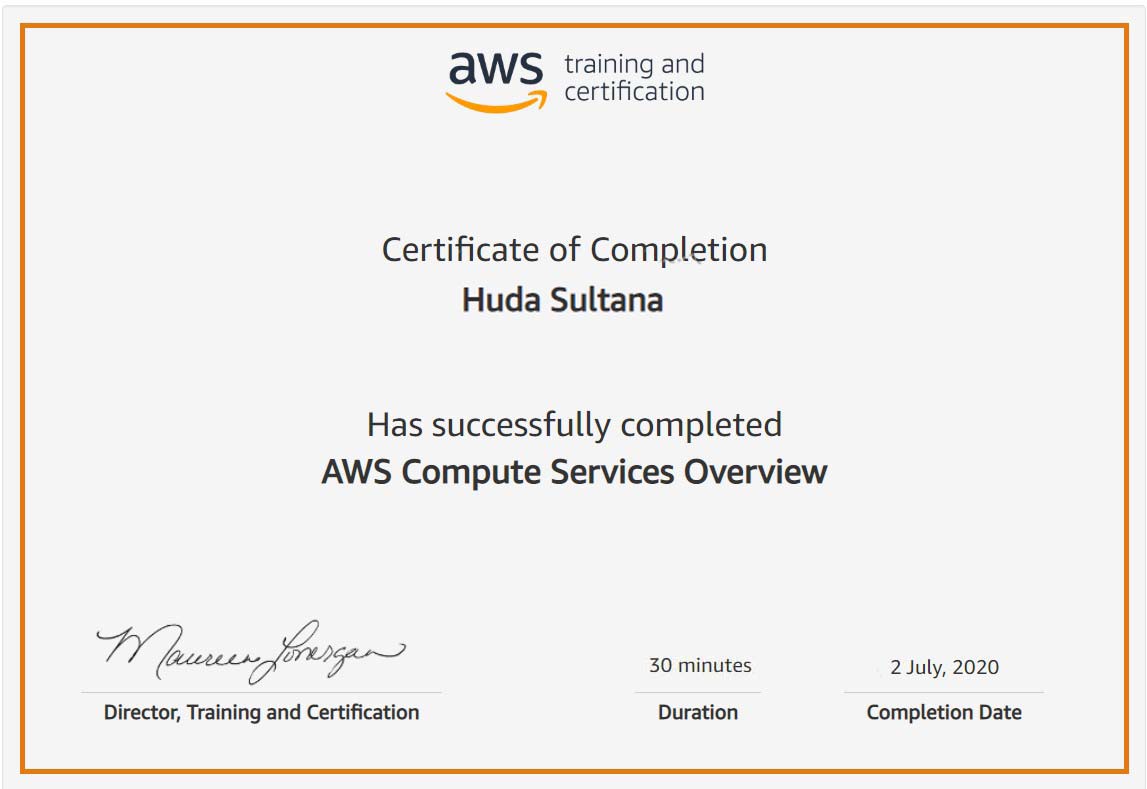 aws training and
certification
Certificate of Completion
Huda Sultana
Has successfully completed
AWS Compute Services Overview
Maureen Lonergan
Director, Training and Certification
30 minutes
Duration
2 July, 2020
Completion Date